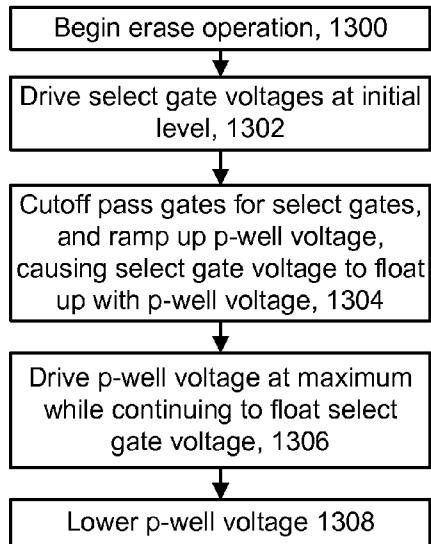 Begin erase operation, 1300
Drive select gate voltages at initial
level, 1302
Cutoff pass gates for select gates,
and ramp up p-well voltage,
causing select gate voltage to float
up with p-well voltage, 1304
Drive p-well voltage at maximum
while continuing to float select
gate voltage, 1306
Lower p-well voltage 1308